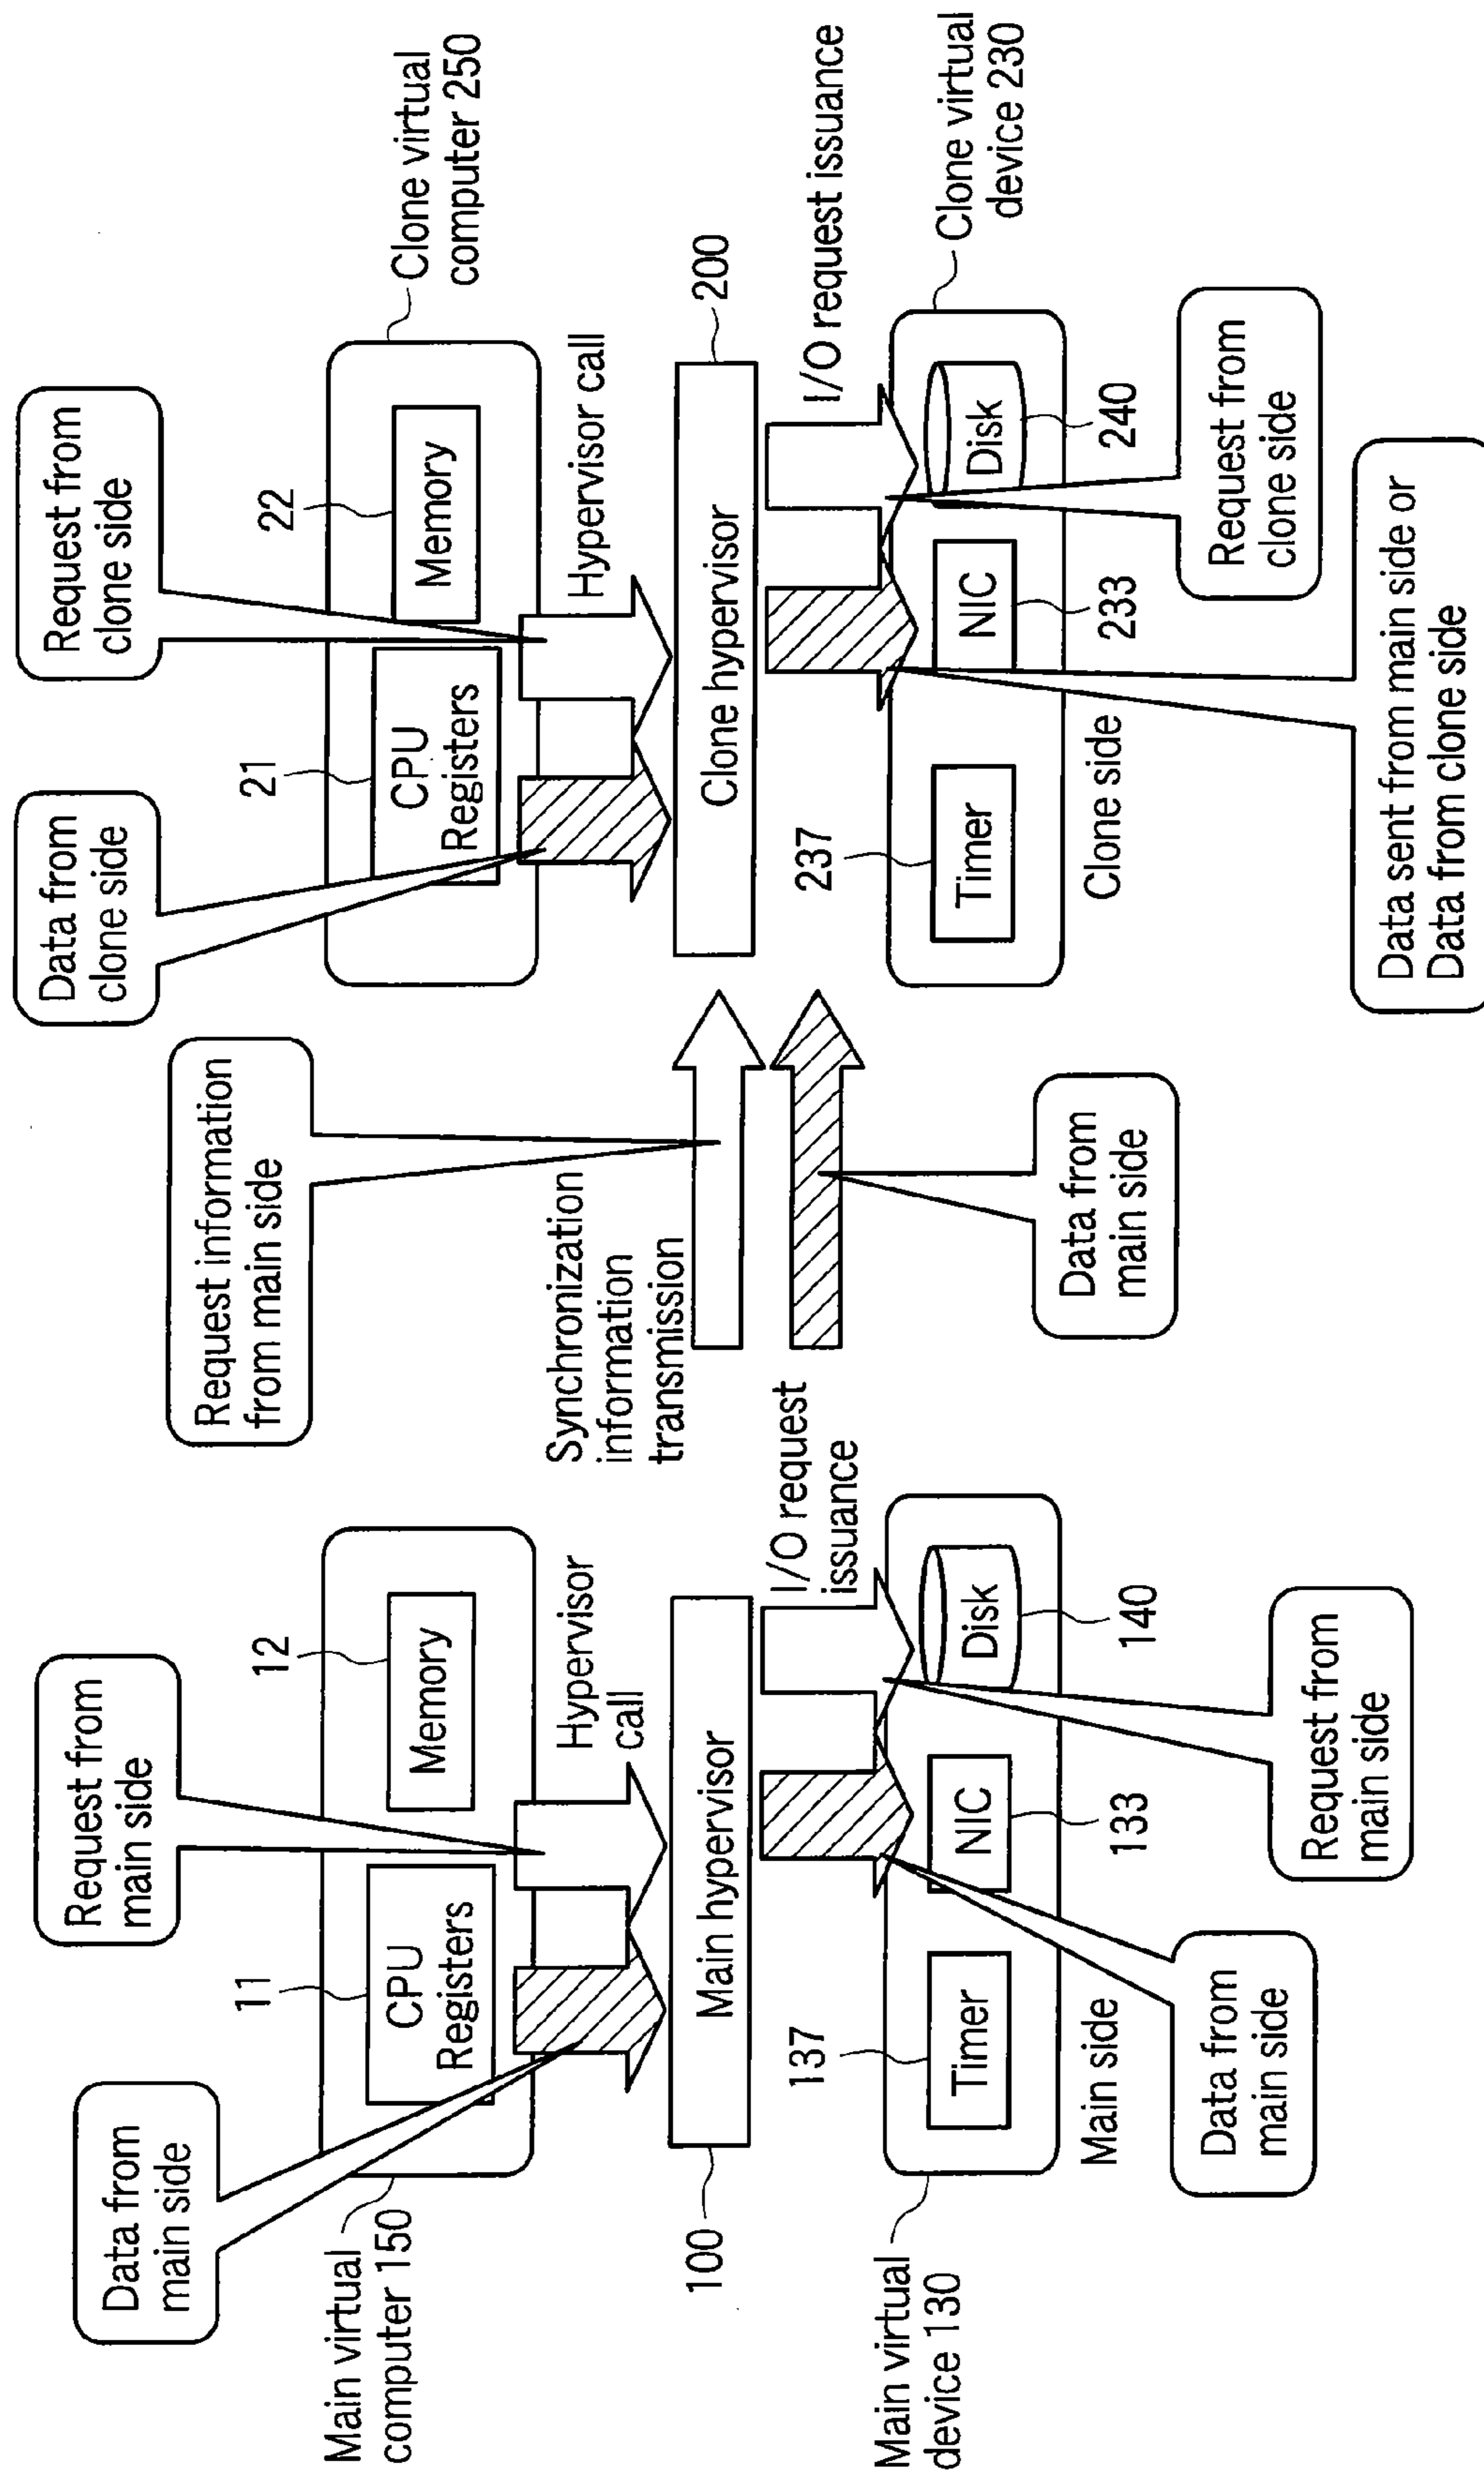 Data from
main side
Request from
main side
Main virtual
computer 150
11
CPU
Registers
12
Memory
Hypervisor
call
100
Main hypervisor
I/O request
issuance
Main virtual
device 130
137
Timer
NIC
133
Disk
140
Main side
Data from
main side
Request from
main side
Request information
from main side
Synchronization
information
transmission
Data from
main side
Data from
clone side
Request from
clone side
21
CPU
Registers
22
Memory
Clone virtual
computer 250
Hypervisor call
Clone hypervisor
200
I/O request issuance
237
Timer
NIC
233
Disk
240
Clone virtual
device 230
Clone side
Request from
clone side
Data sent from main side or
Data from clone side